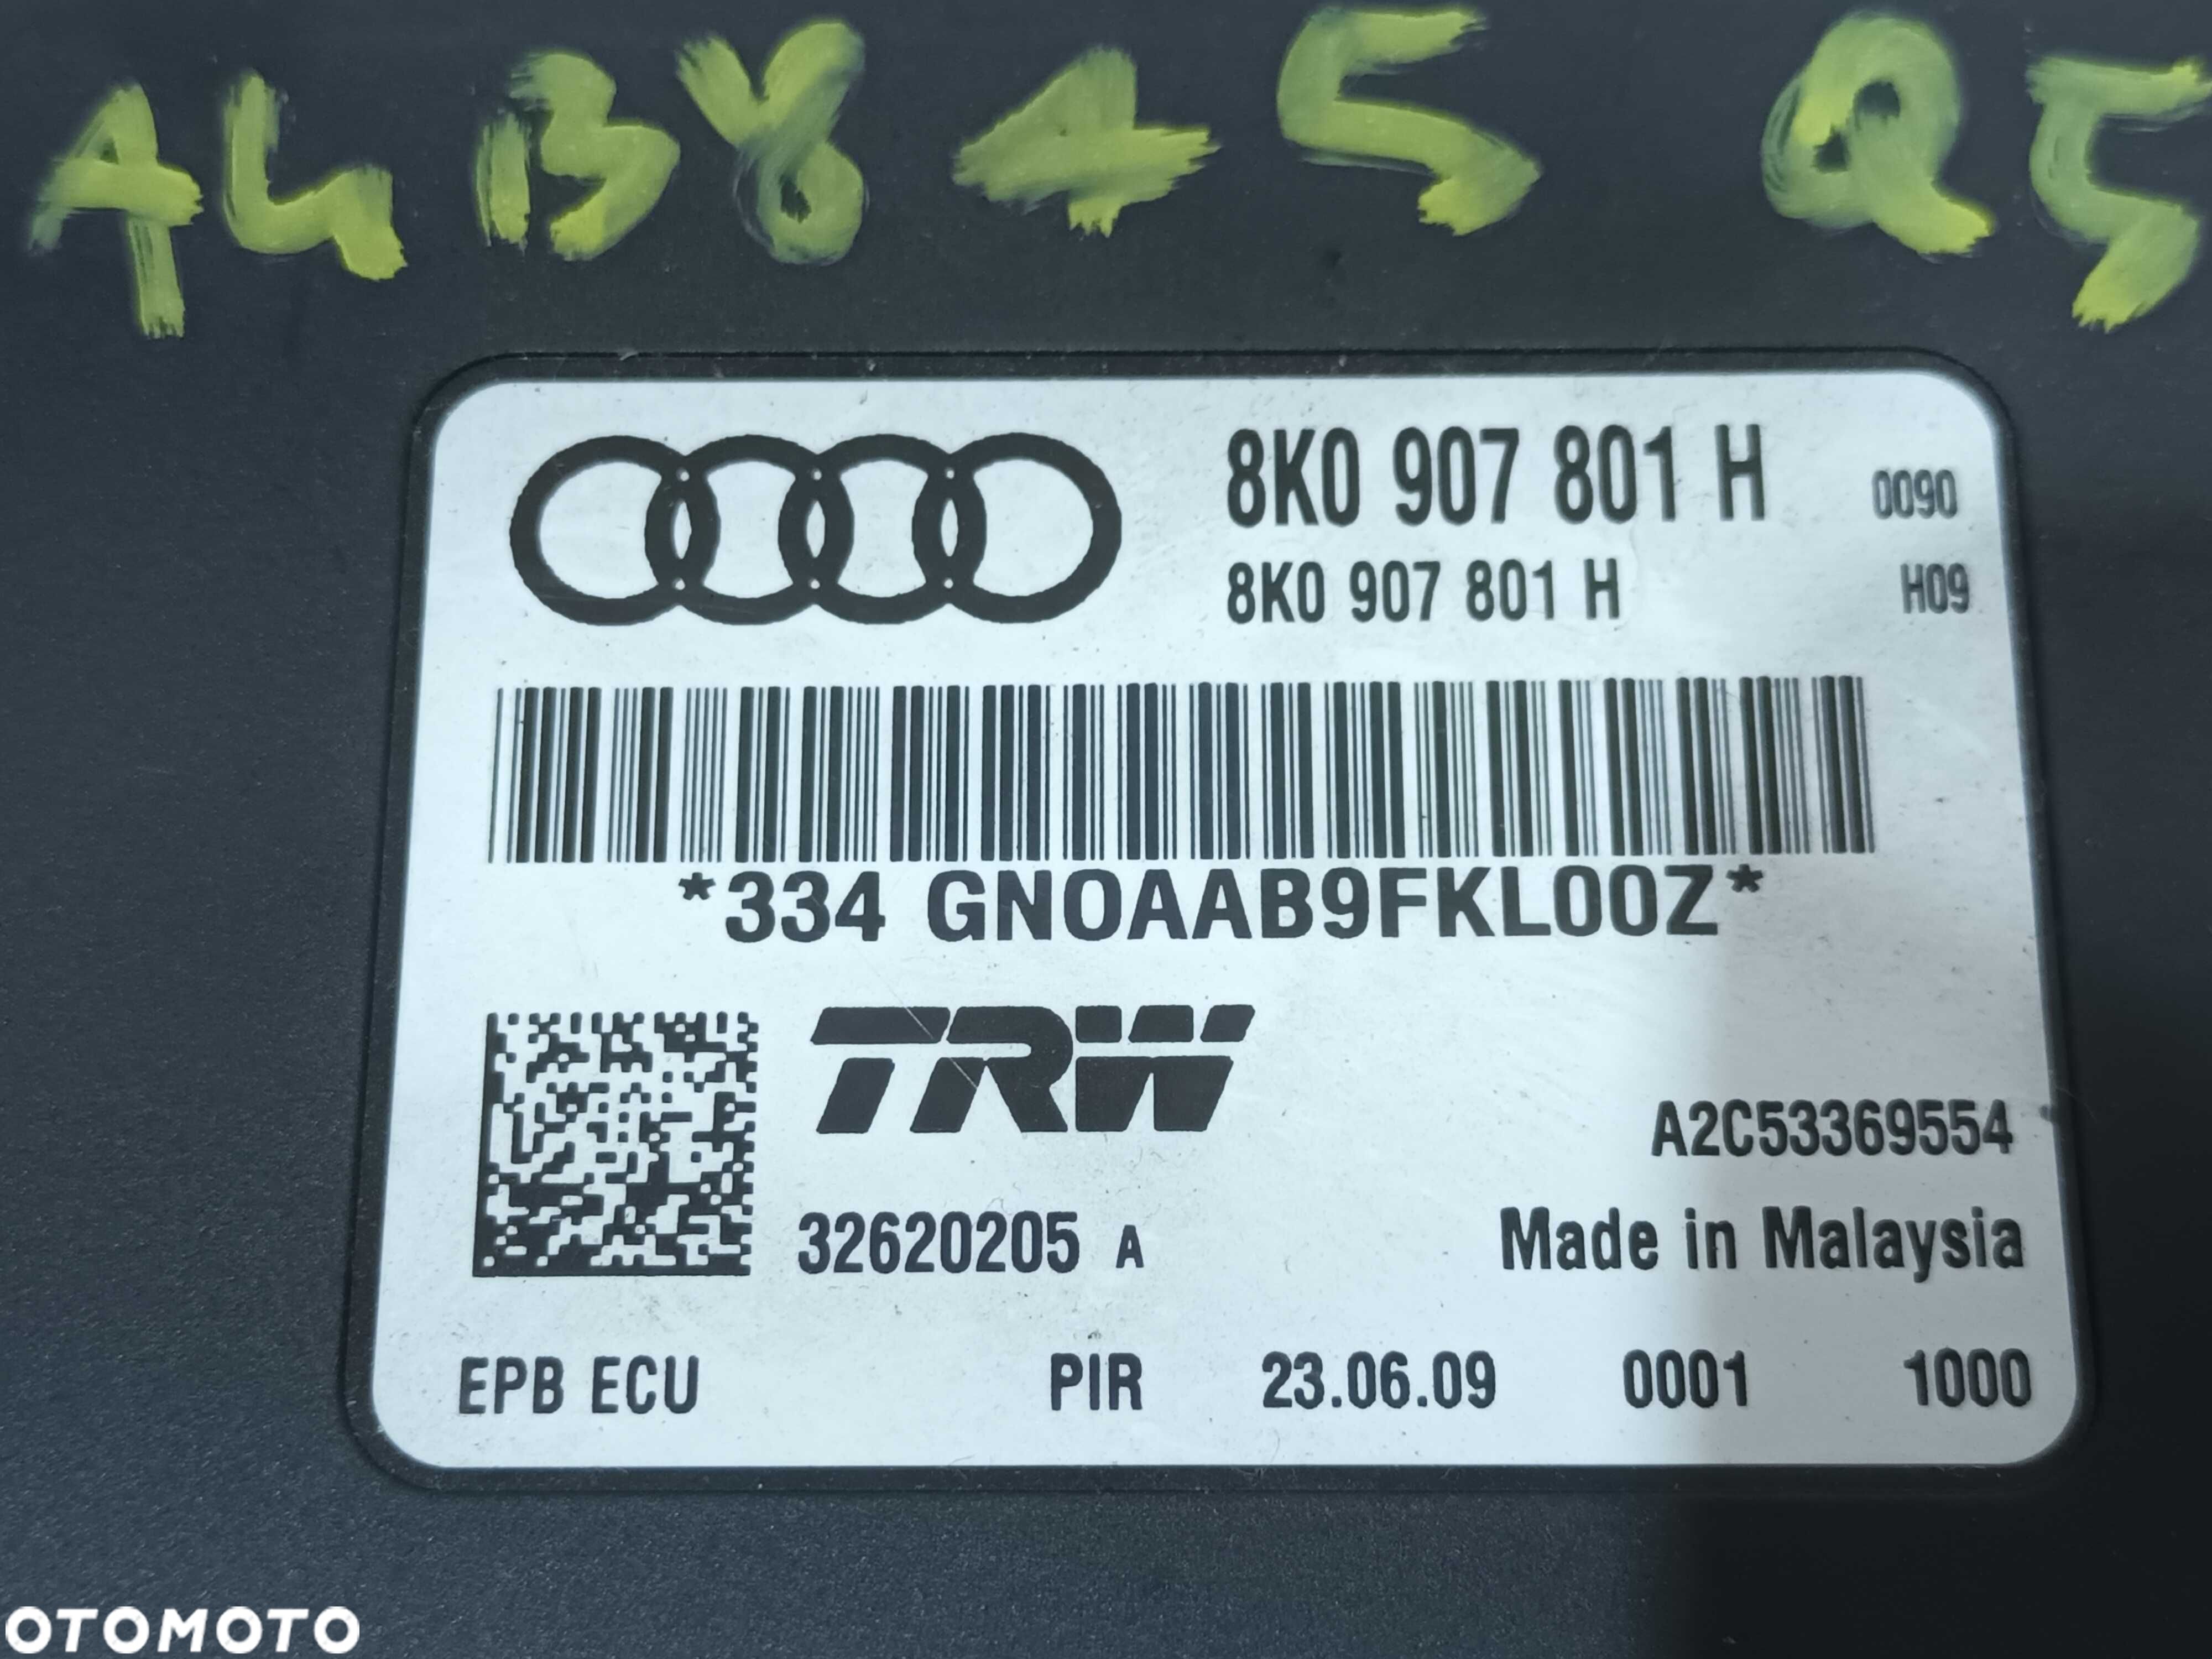 A4 B8 A5 Q5
8K0 907 801 H 0090
8K0 907 801 H H09
*334 GN0AAB9FKL00Z*
TRW
A2C53369554
32620205 A Made in Malaysia
EPB ECU PIR 23.06.09 0001 1000
OTOMOTO